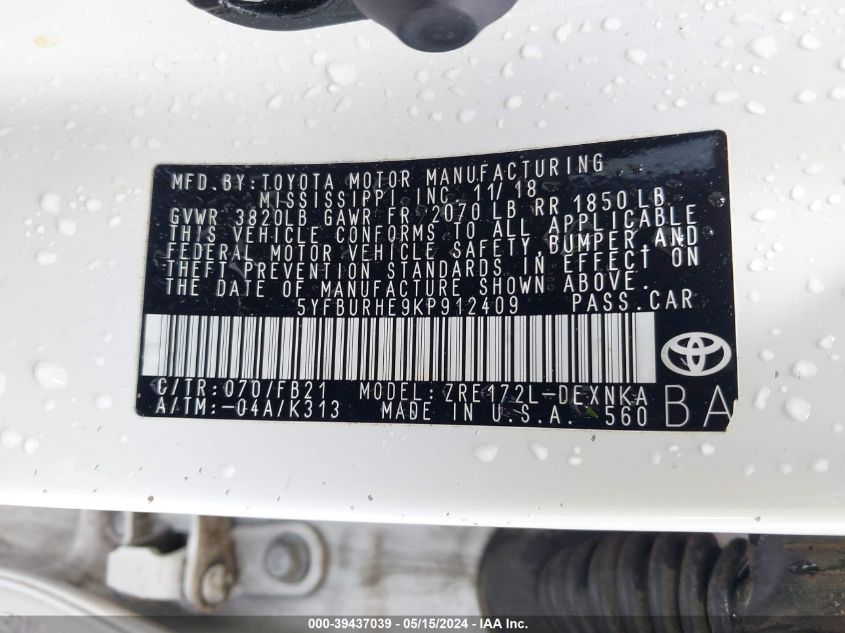 MFD. BY: TOYOTA MOTOR MANUFACTURING
MISSISSIPPI INC. 11/18
GVWR 3820LB GAWR FR 2070 LB RR 1850 LB
THIS VEHICLE CONFORMS TO ALL APPLICABLE
FEDERAL MOTOR VEHICLE SAFETY, BUMPER, AND
THEFT PREVENTION STANDARDS IN EFFECT ON
THE DATE OF MANUFACTURE SHOWN ABOVE.
5YFBURHE9KP912409 PASS. CAR
C/TR: 070/FB21 MODEL: ZRE172L-DEXNKA
A/TM: -04A/K313 MADE IN U.S.A. 560
BA
000-39437039 - 05/15/2024 - IAA Inc.